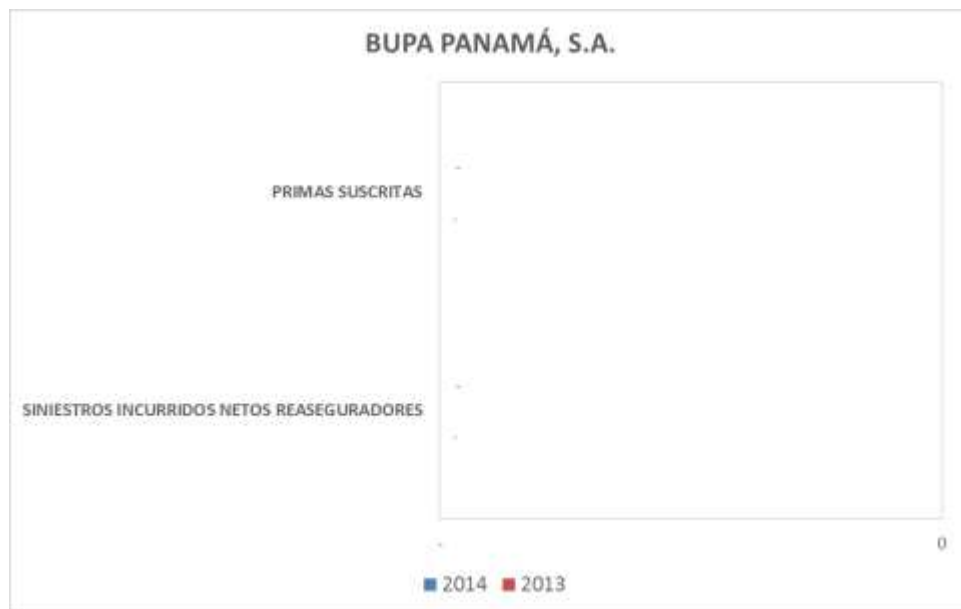 BUPA PANAMÁ, S.A.
-
PRIMAS SUSCRITAS
-
-
SINIESTROS INCURRIDOS NETOS REASEGURADORES
-
- 0
2014 2013